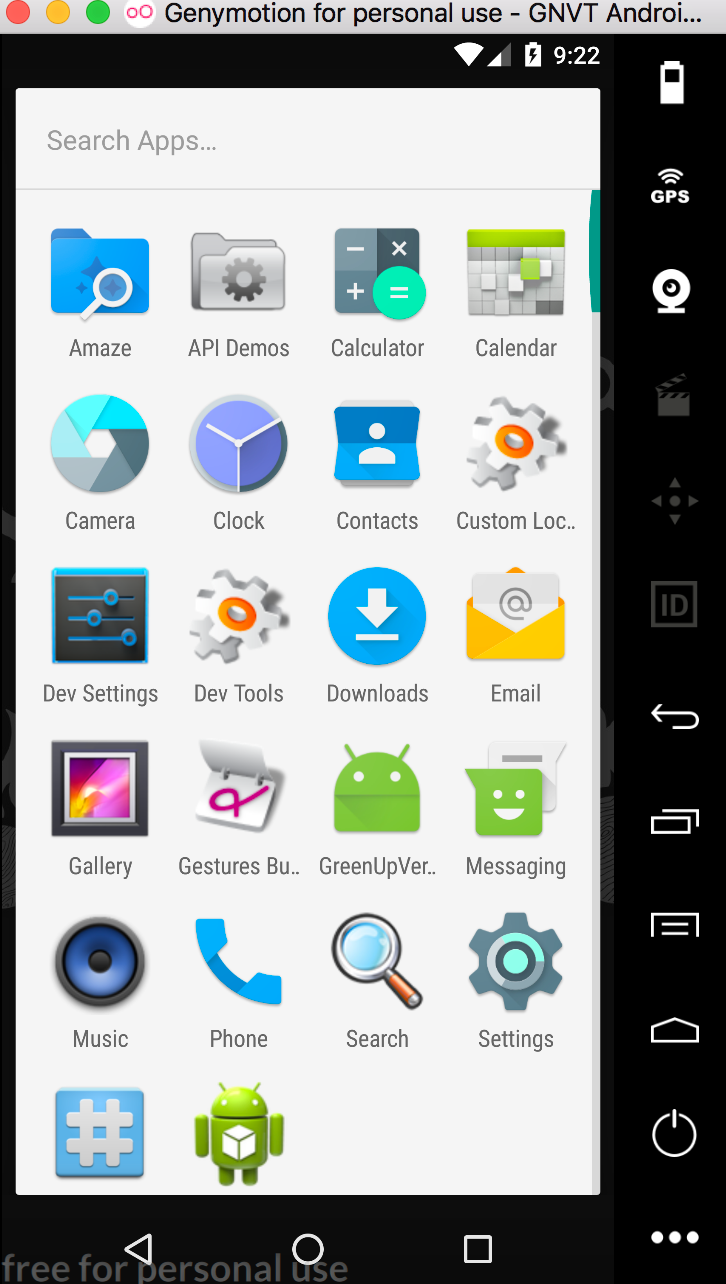 Genymotion for personal use - GNVT Androi...
9:22
Search Apps…
GPS
Amaze API Demos Calculator Calendar
Camera Clock Contacts Custom Loc..
Dev Settings Dev Tools Downloads Email
ID
Gallery Gestures Bu.. GreenUpVer.. Messaging
Music Phone Search Settings
free for personal use